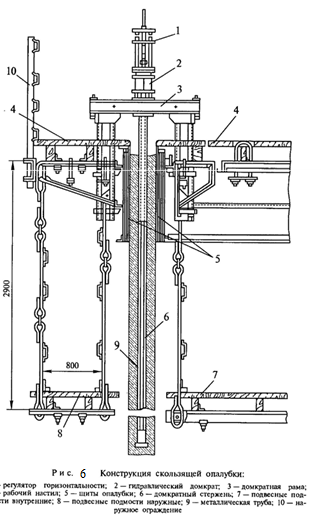 1
2
3
10
4
4
5
2900
6
9
800
7
8
Рис. 6 Конструкция скользящей опалубки:
— регулятор горизонтальности; 2 — гидравлический домкрат; 3 — домкратная рама;
— рабочий настил; 5 — щиты опалубки; 6 — домкратный стержень; 7 — подвесные под-
сти внутренние; 8 — подвесные подмости наружные; 9 — металлическая труба; 10 — на-
ружное ограждение